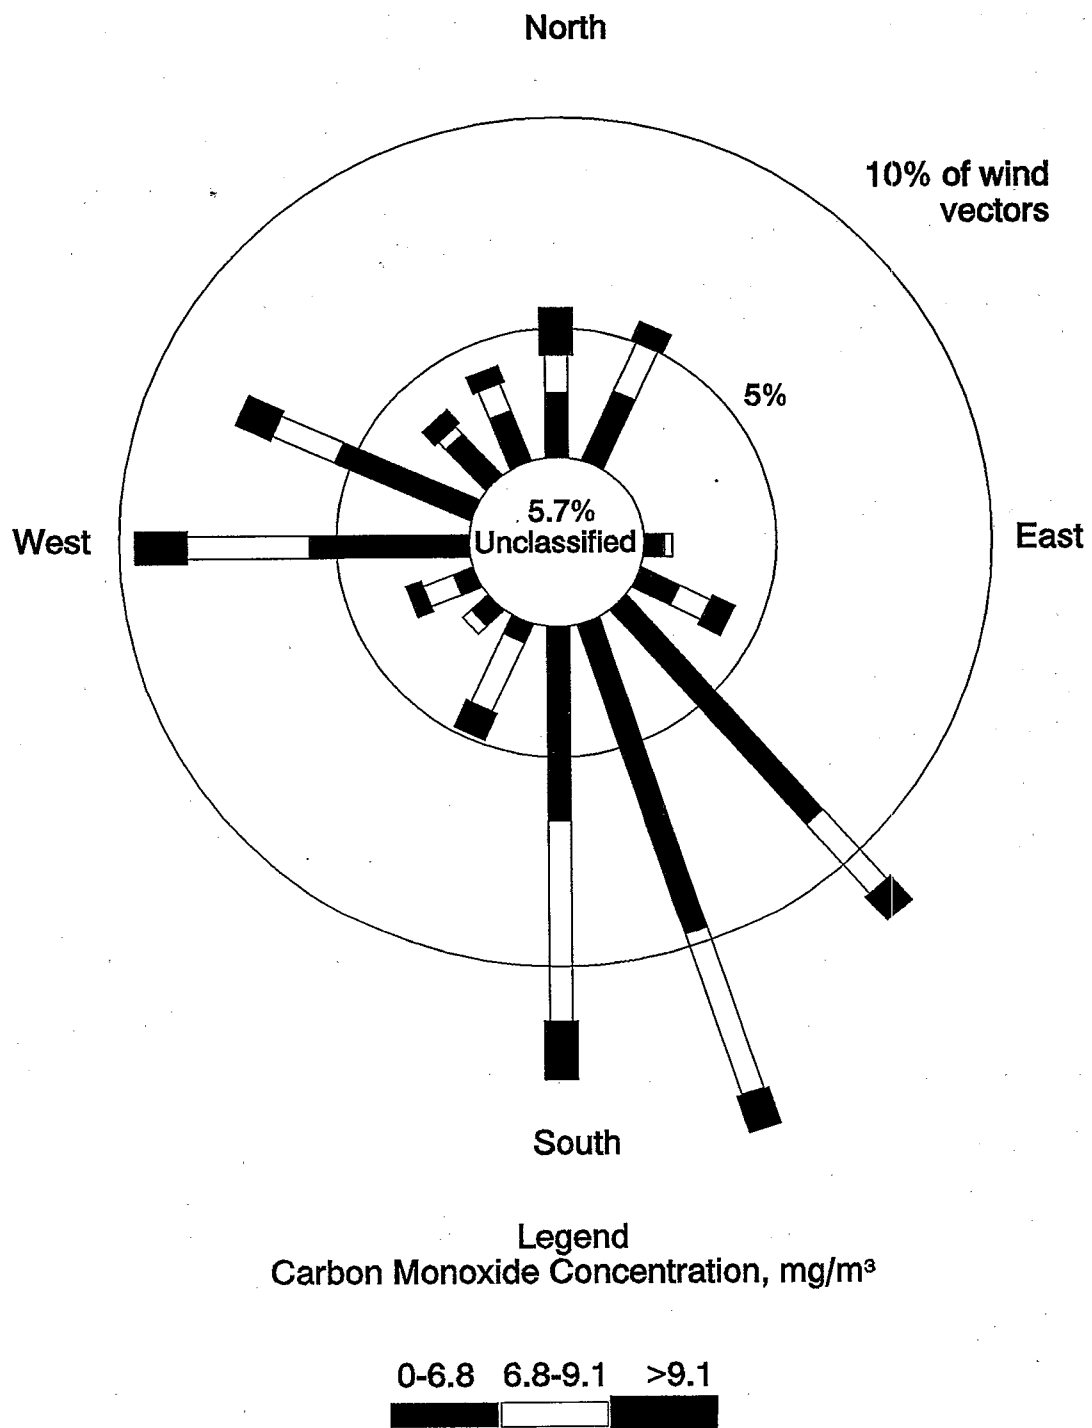 North
10% of wind
vectors
5%
5.7%
Unclassified
West
East
South
Legend
Carbon Monoxide Concentration, mg/m³
0-6.8 6.8-9.1 >9.1